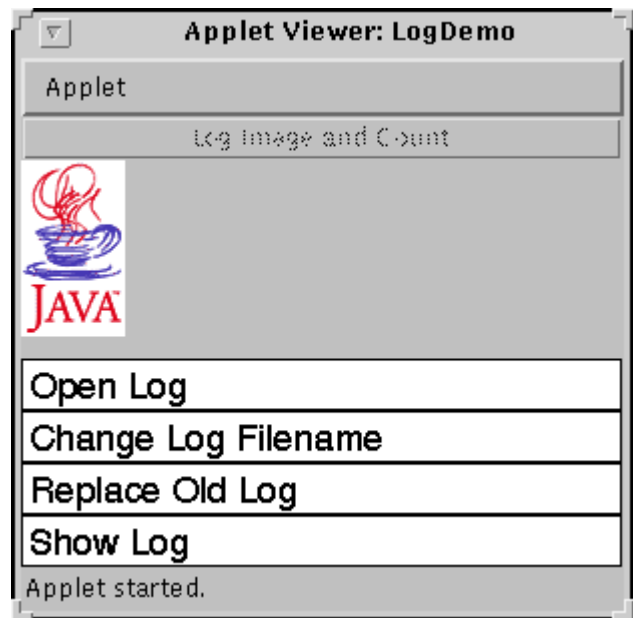 Applet Viewer: LogDemo
Applet
Log Image and Count
JAVA™
Open Log
Change Log Filename
Replace Old Log
Show Log
Applet started.